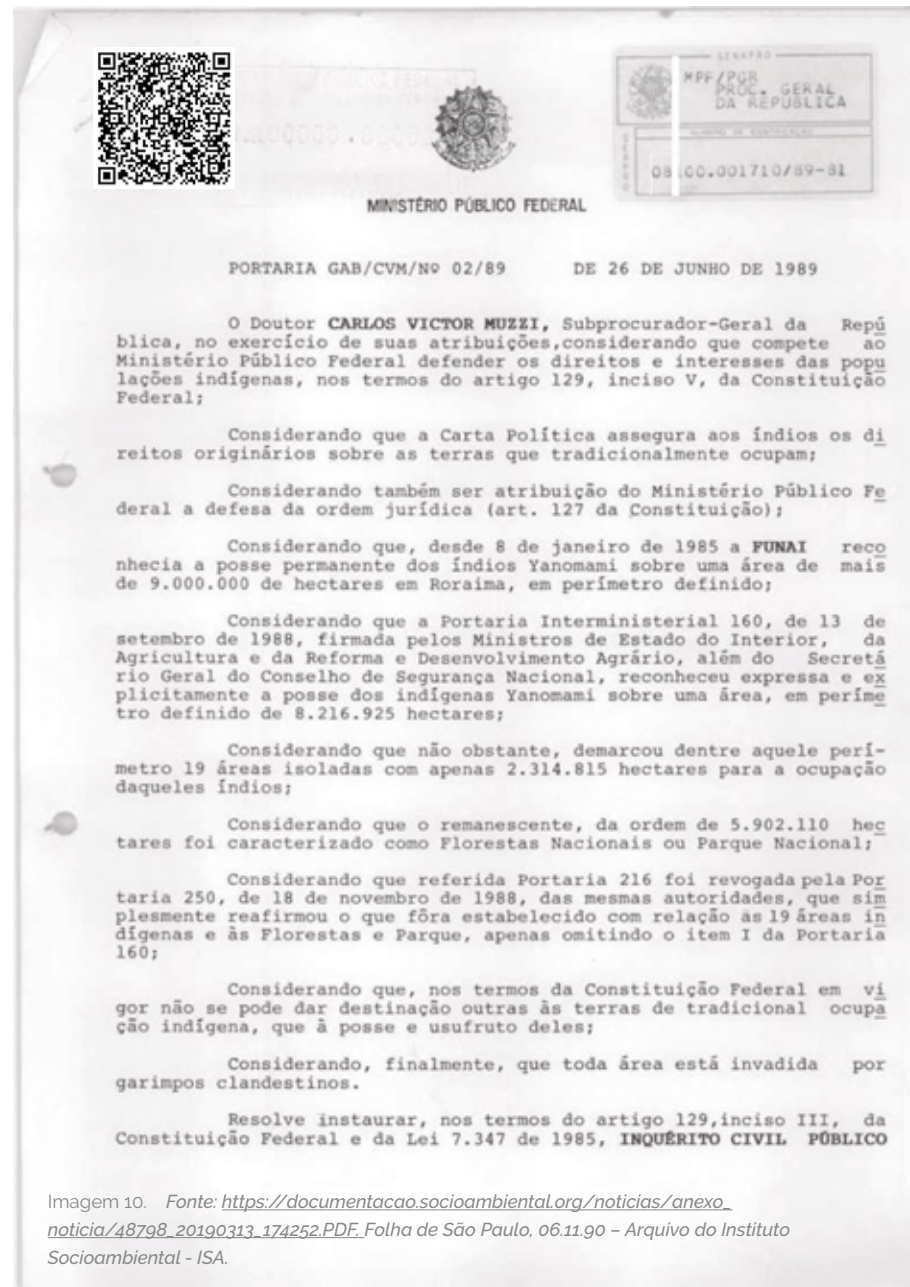 SENAPRO
MPF/PGR
PROC. GERAL
DA REPÚBLICA
NUMERO DE IDENTIFICAÇÃO
08100.001710/89-81
MINISTÉRIO PÚBLICO FEDERAL
PORTARIA GAB/CVM/Nº 02/89 DE 26 DE JUNHO DE 1989
O Doutor CARLOS VICTOR MUZZI, Subprocurador-Geral da Repú
blica, no exercício de suas atribuições,considerando que compete ao
Ministério Público Federal defender os direitos e interesses das popu
lações indígenas, nos termos do artigo 129, inciso V, da Constituição
Federal;
Considerando que a Carta Política assegura aos índios os di
reitos originários sobre as terras que tradicionalmente ocupam;
Considerando também ser atribuição do Ministério Público Fe
deral a defesa da ordem jurídica (art. 127 da Constituição);
Considerando que, desde 8 de janeiro de 1985 a FUNAI reco
nhecia a posse permanente dos índios Yanomami sobre uma área de mais
de 9.000.000 de hectares em Roraima, em perímetro definido;
Considerando que a Portaria Interministerial 160, de 13 de
setembro de 1988, firmada pelos Ministros de Estado do Interior, da
Agricultura e da Reforma e Desenvolvimento Agrário, além do Secretá
rio Geral do Conselho de Segurança Nacional, reconheceu expressa e ex
plicitamente a posse dos indígenas Yanomami sobre uma área, em períme
tro definido de 8.216.925 hectares;
Considerando que não obstante, demarcou dentre aquele perí-
metro 19 áreas isoladas com apenas 2.314.815 hectares para a ocupação
daqueles índios;
Considerando que o remanescente, da ordem de 5.902.110 hec
tares foi caracterizado como Florestas Nacionais ou Parque Nacional;
Considerando que referida Portaria 216 foi revogada pela Por
taria 250, de 18 de novembro de 1988, das mesmas autoridades, que sim
plesmente reafirmou o que fôra estabelecido com relação as 19 áreas in
dígenas e às Florestas e Parque, apenas omitindo o item I da Portaria
160;
Considerando que, nos termos da Constituição Federal em vi
gor não se pode dar destinação outras às terras de tradicional ocupa
ção indígena, que à posse e usufruto deles;
Considerando, finalmente, que toda área está invadida por
garimpos clandestinos.
Resolve instaurar, nos termos do artigo 129,inciso III, da
Constituição Federal e da Lei 7.347 de 1985, INQUÉRITO CIVIL PÚBLICO
Imagem 10. Fonte: https://documentacao.socioambiental.org/noticias/anexo_
noticia/48798_20190313_174252.PDF. Folha de São Paulo, 06.11.90 – Arquivo do Instituto
Socioambiental - ISA.